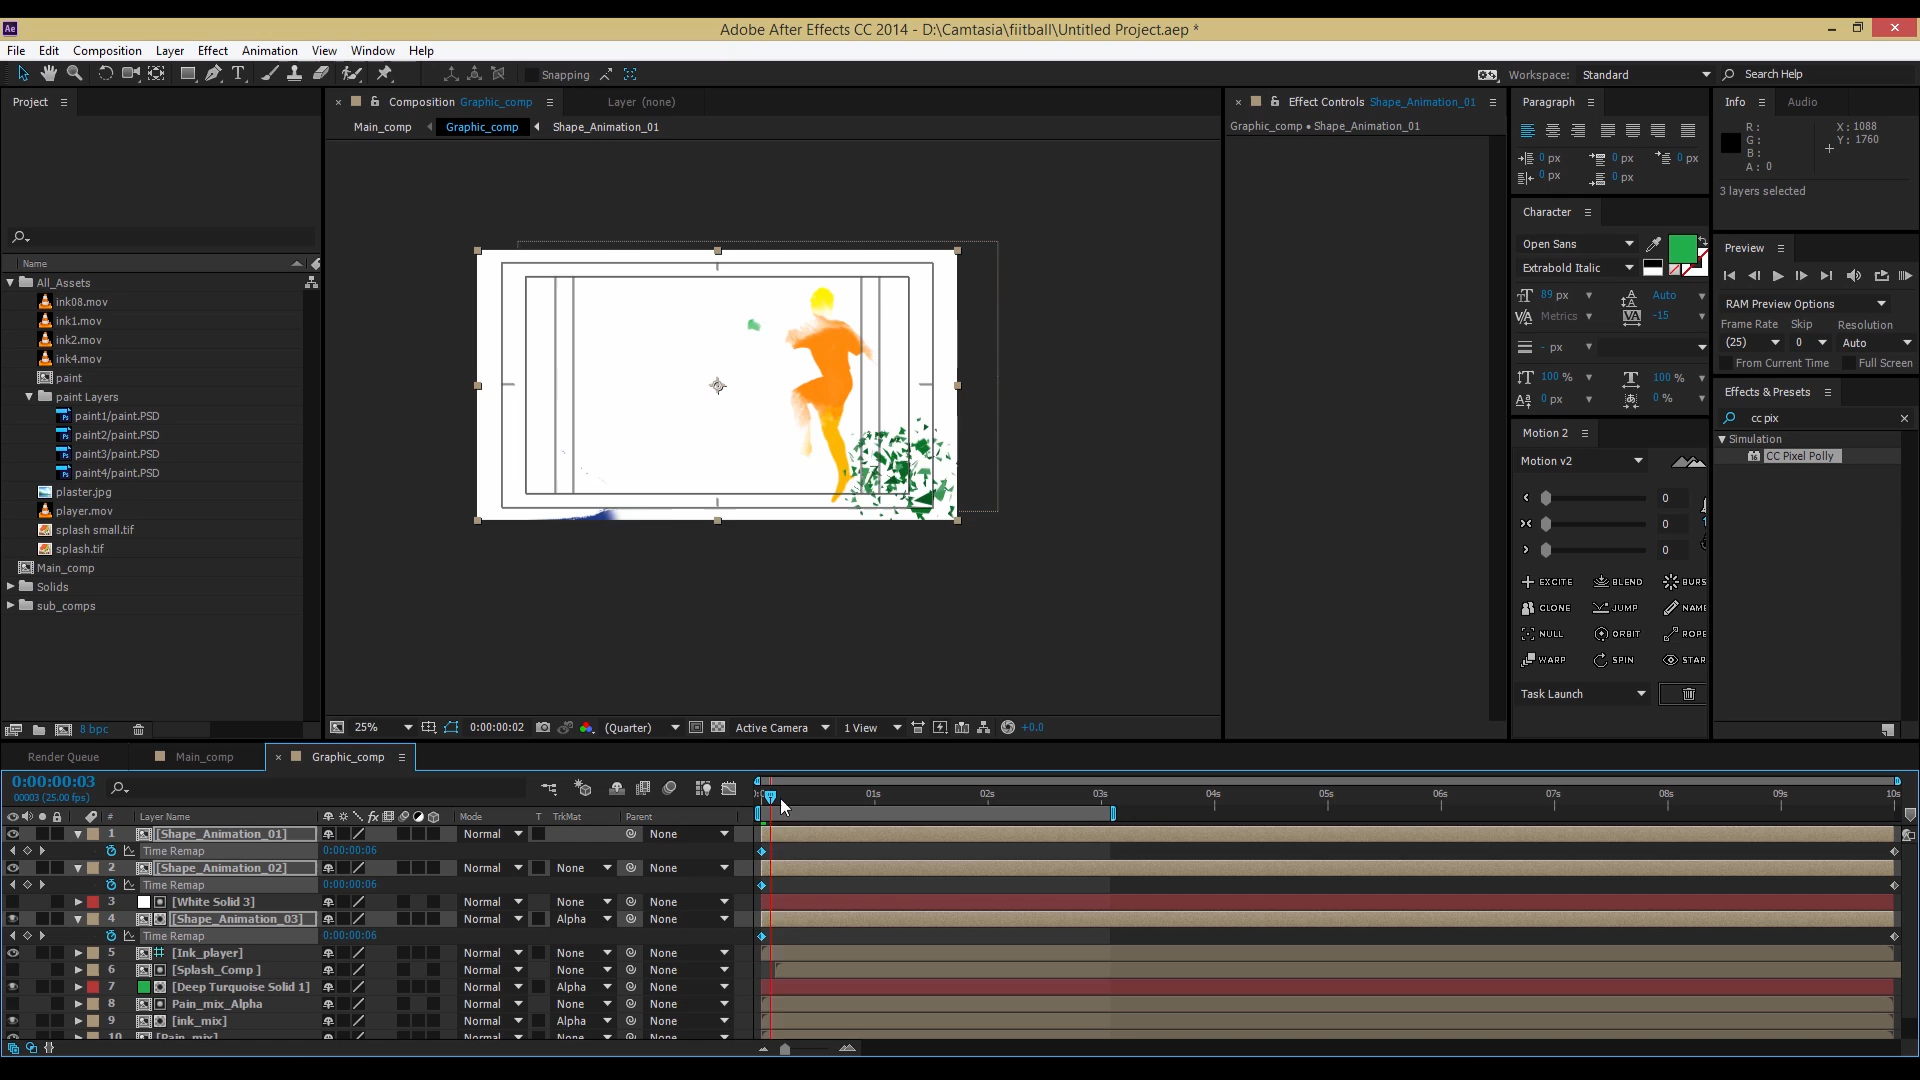 Ae
Adobe After Effects CC 2014 - D:\Camtasia\fiitball\Untitled Project.aep *
File Edit Composition Layer Effect Animation View Window Help
Snapping
Workspace: Standard
Search Help
Project
Composition Graphic_comp
Layer (none)
Main_comp Graphic_comp Shape_Animation_01
Effect Controls Shape_Animation_01
Graphic_comp • Shape_Animation_01
Name
All_Assets
ink08.mov
ink1.mov
ink2.mov
ink4.mov
paint
paint Layers
paint1/paint.PSD
paint2/paint.PSD
paint3/paint.PSD
paint4/paint.PSD
plaster.jpg
player.mov
splash small.tif
splash.tif
Main_comp
Solids
sub_comps
8 bpc
25% 0:00:00:02 (Quarter) Active Camera 1 View +0.0
Paragraph
0 px 0 px 0 px
0 px 0 px
Character
Open Sans
Extrabold Italic
89 px Auto
Metrics -15
- px
100 % 100 %
0 px 0 %
Motion 2
Motion v2
0
0
0
EXCITE BLEND BURS
CLONE JUMP NAME
NULL ORBIT ROPE
WARP SPIN STAR
Task Launch
Info Audio
R: X: 1088
G: Y: 1760
B:
A: 0
3 layers selected
Preview
RAM Preview Options
Frame Rate Skip Resolution
(25) 0 Auto
From Current Time Full Screen
Effects & Presets
cc pix
Simulation
CC Pixel Polly
Render Queue Main_comp Graphic_comp
0:00:00:03
00003 (25.00 fps)
01s 02s 03s 04s 05s 06s 07s 08s 09s 10s
# Layer Name fx Mode T TrkMat Parent
1 [Shape_Animation_01] Normal None
Time Remap 0:00:00:06
2 [Shape_Animation_02] Normal None None
Time Remap 0:00:00:06
3 [White Solid 3] Normal None None
4 [Shape_Animation_03] Normal Alpha None
Time Remap 0:00:00:06
5 [Ink_player] Normal None None
6 [Splash_Comp ] Normal None None
7 [Deep Turquoise Solid 1] Normal Alpha None
8 Pain_mix_Alpha Normal None None
9 [ink_mix] Normal Alpha None
10 [Pain_mix] Normal None None